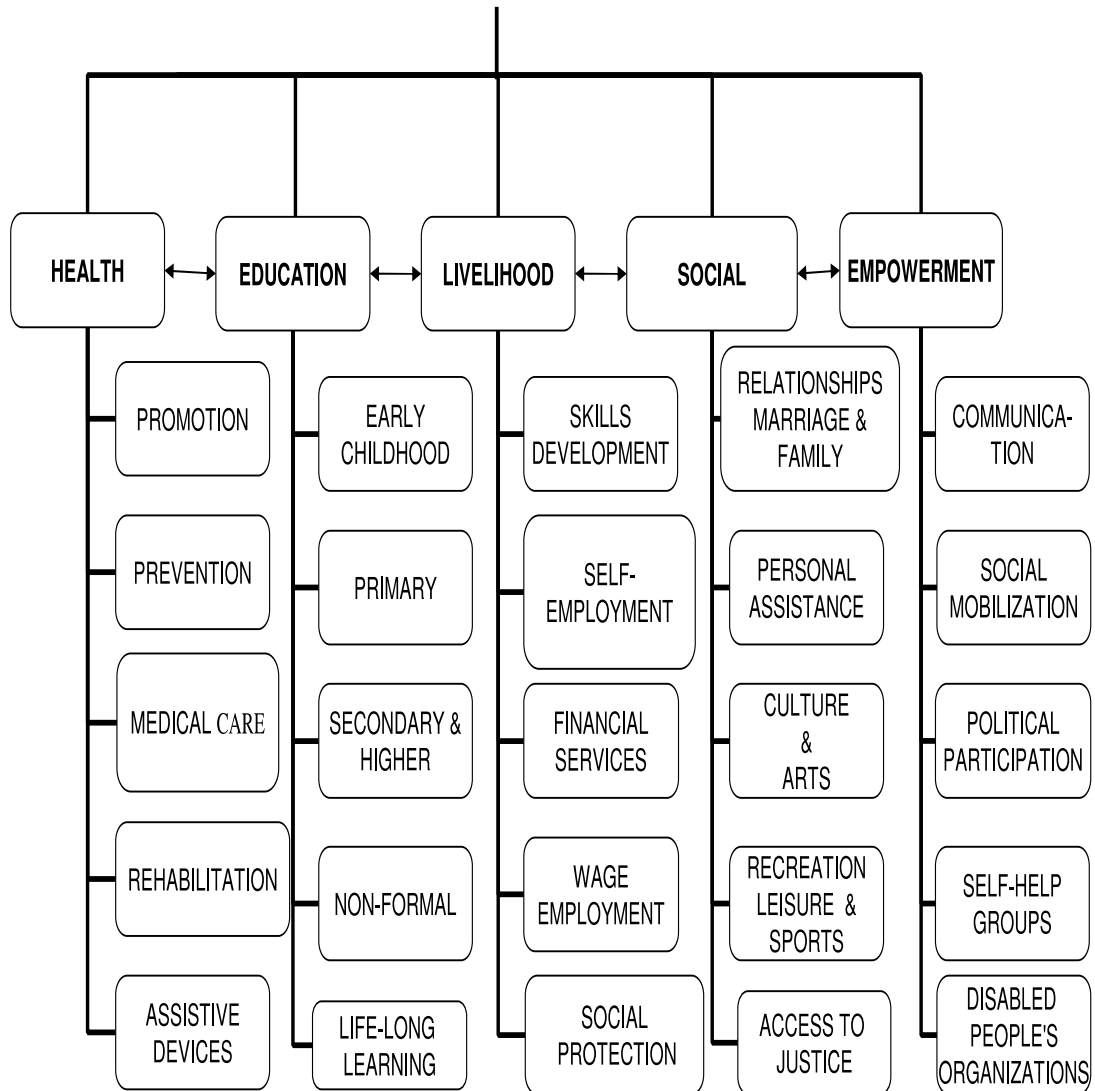 HEALTH
EDUCATION
LIVELIHOOD
SOCIAL
EMPOWERMENT
PROMOTION
PREVENTION
MEDICAL CARE
REHABILITATION
ASSISTIVE
DEVICES
EARLY
CHILDHOOD
PRIMARY
SECONDARY &
HIGHER
NON-FORMAL
LIFE-LONG
LEARNING
SKILLS
DEVELOPMENT
SELF-
EMPLOYMENT
FINANCIAL
SERVICES
WAGE
EMPLOYMENT
SOCIAL
PROTECTION
RELATIONSHIPS
MARRIAGE &
FAMILY
PERSONAL
ASSISTANCE
CULTURE
&
ARTS
RECREATION
LEISURE &
SPORTS
ACCESS TO
JUSTICE
COMMUNICA-
TION
SOCIAL
MOBILIZATION
POLITICAL
PARTICIPATION
SELF-HELP
GROUPS
DISABLED
PEOPLE'S
ORGANIZATIONS